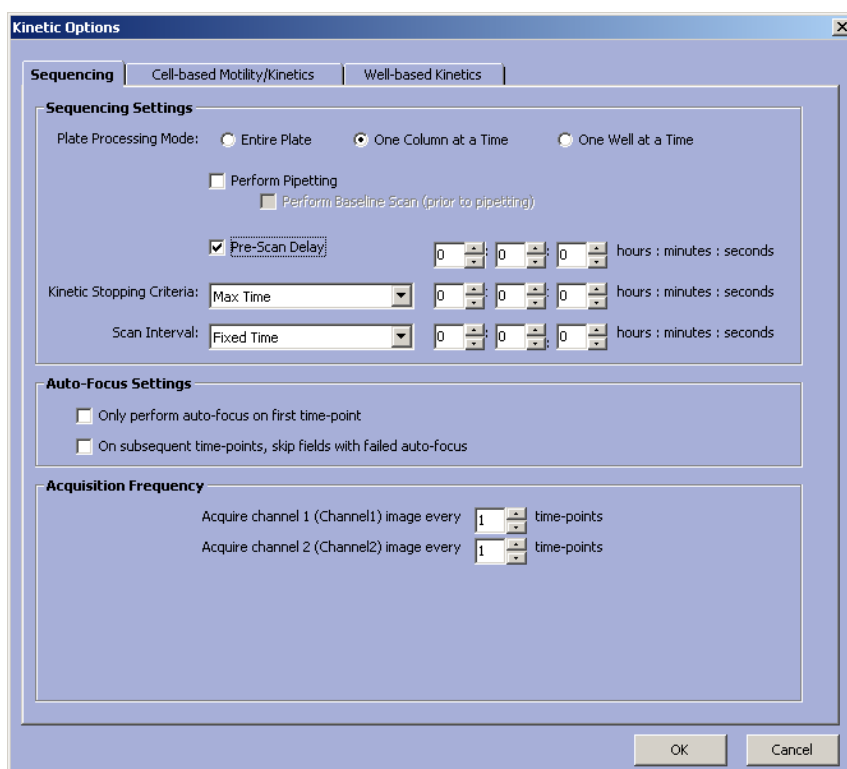 Kinetic Options
Sequencing Cell-based Motility/Kinetics Well-based Kinetics
Sequencing Settings
Plate Processing Mode: Entire Plate One Column at a Time One Well at a Time
Perform Pipetting
Perform Baseline Scan (prior to pipetting)
Pre-Scan Delay 0 : 0 : 0 hours : minutes : seconds
Kinetic Stopping Criteria: Max Time 0 : 0 : 0 hours : minutes : seconds
Scan Interval: Fixed Time 0 : 0 : 0 hours : minutes : seconds
Auto-Focus Settings
Only perform auto-focus on first time-point
On subsequent time-points, skip fields with failed auto-focus
Acquisition Frequency
Acquire channel 1 (Channel1) image every 1 time-points
Acquire channel 2 (Channel2) image every 1 time-points
OK Cancel